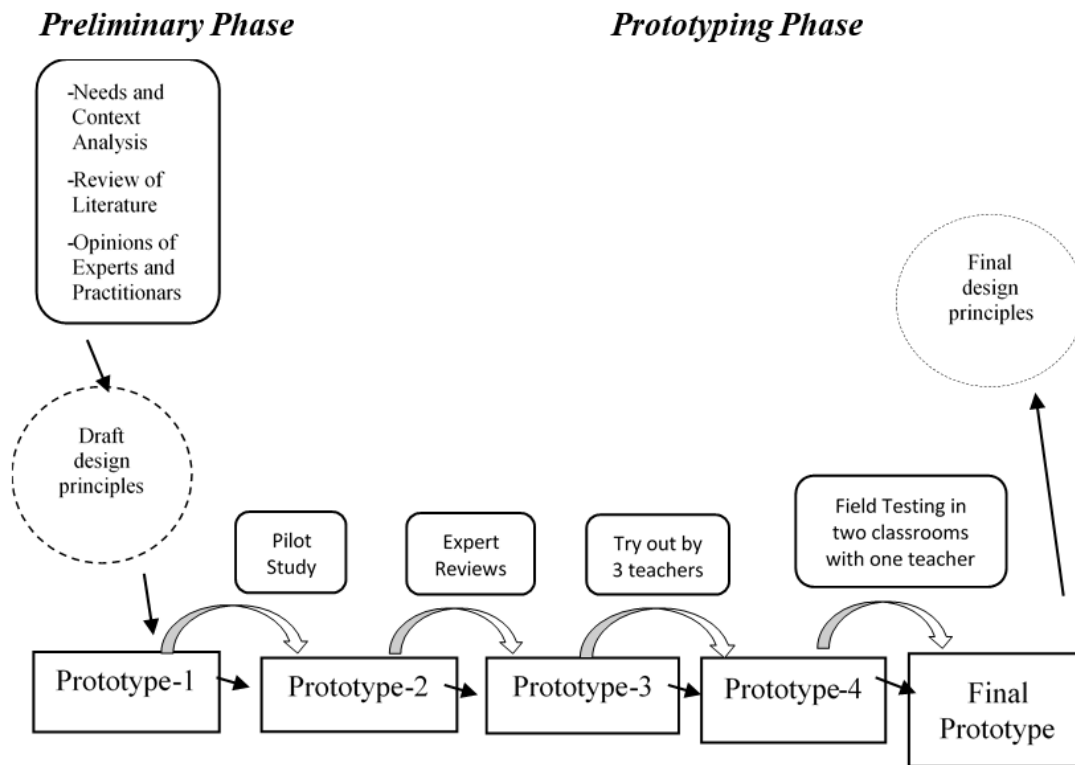 Preliminary Phase
Prototyping Phase
-Needs and
Context
Analysis
-Review of
Literature
-Opinions of
Experts and
Practitionars
Final
design
principles
Draft
design
principles
Pilot
Study
Expert
Reviews
Try out by
3 teachers
Field Testing in
two classrooms
with one teacher
Prototype-1
Prototype-2
Prototype-3
Prototype-4
Final
Prototype